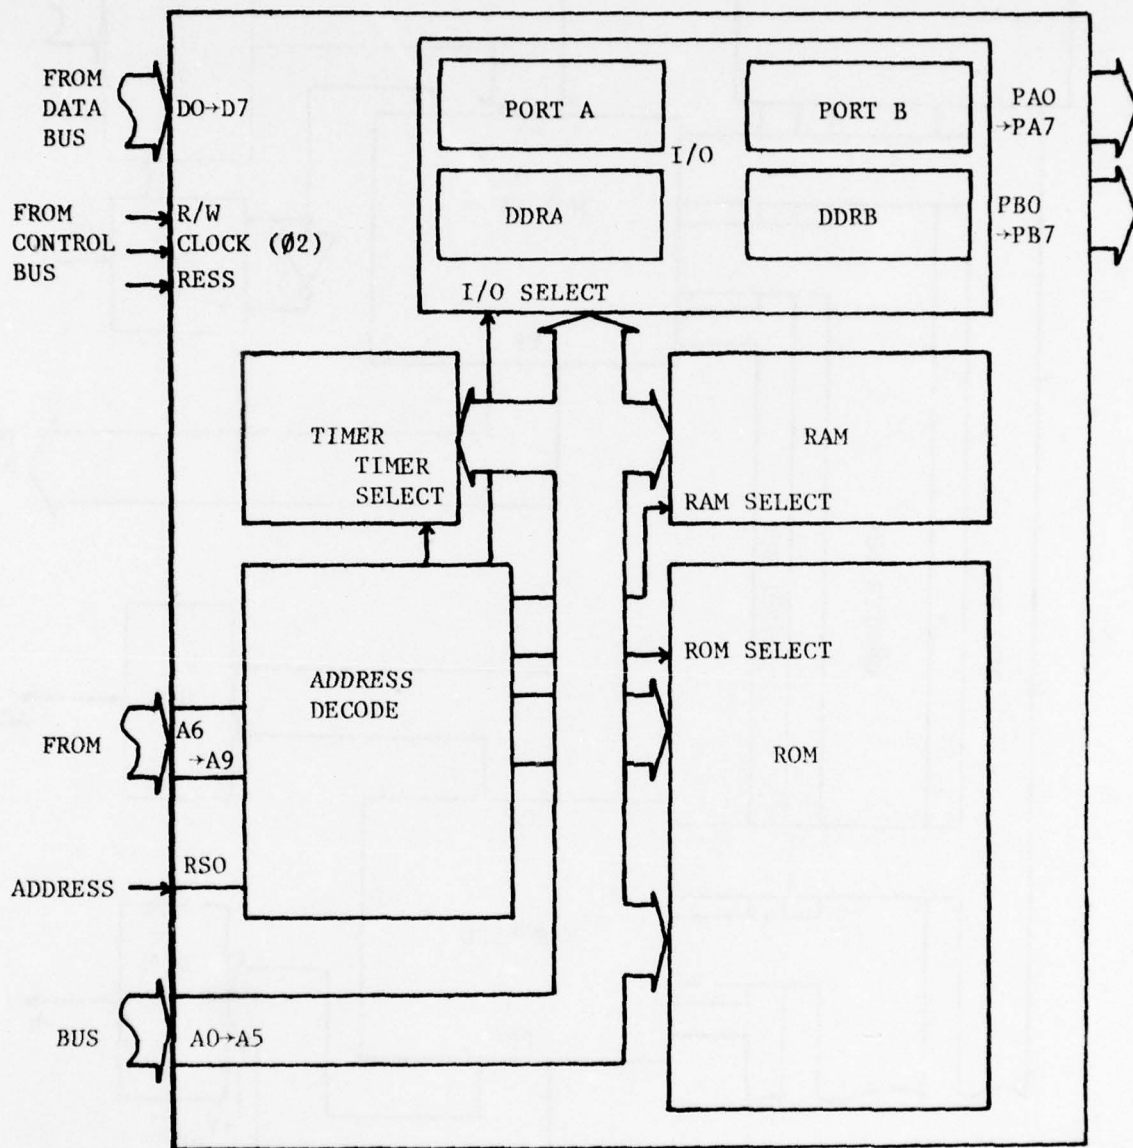 FROM
DATA
BUS
D0→D7
PORT A
PORT B
PA0
→PA7
I/O
FROM
CONTROL
BUS
R/W
CLOCK (Ø2)
RESS
DDRA
DDRB
PB0
→PB7
I/O SELECT
TIMER
TIMER
SELECT
RAM
RAM SELECT
ADDRESS
DECODE
ROM SELECT
ROM
FROM
A6
→A9
ADDRESS
RS0
BUS
A0→A5